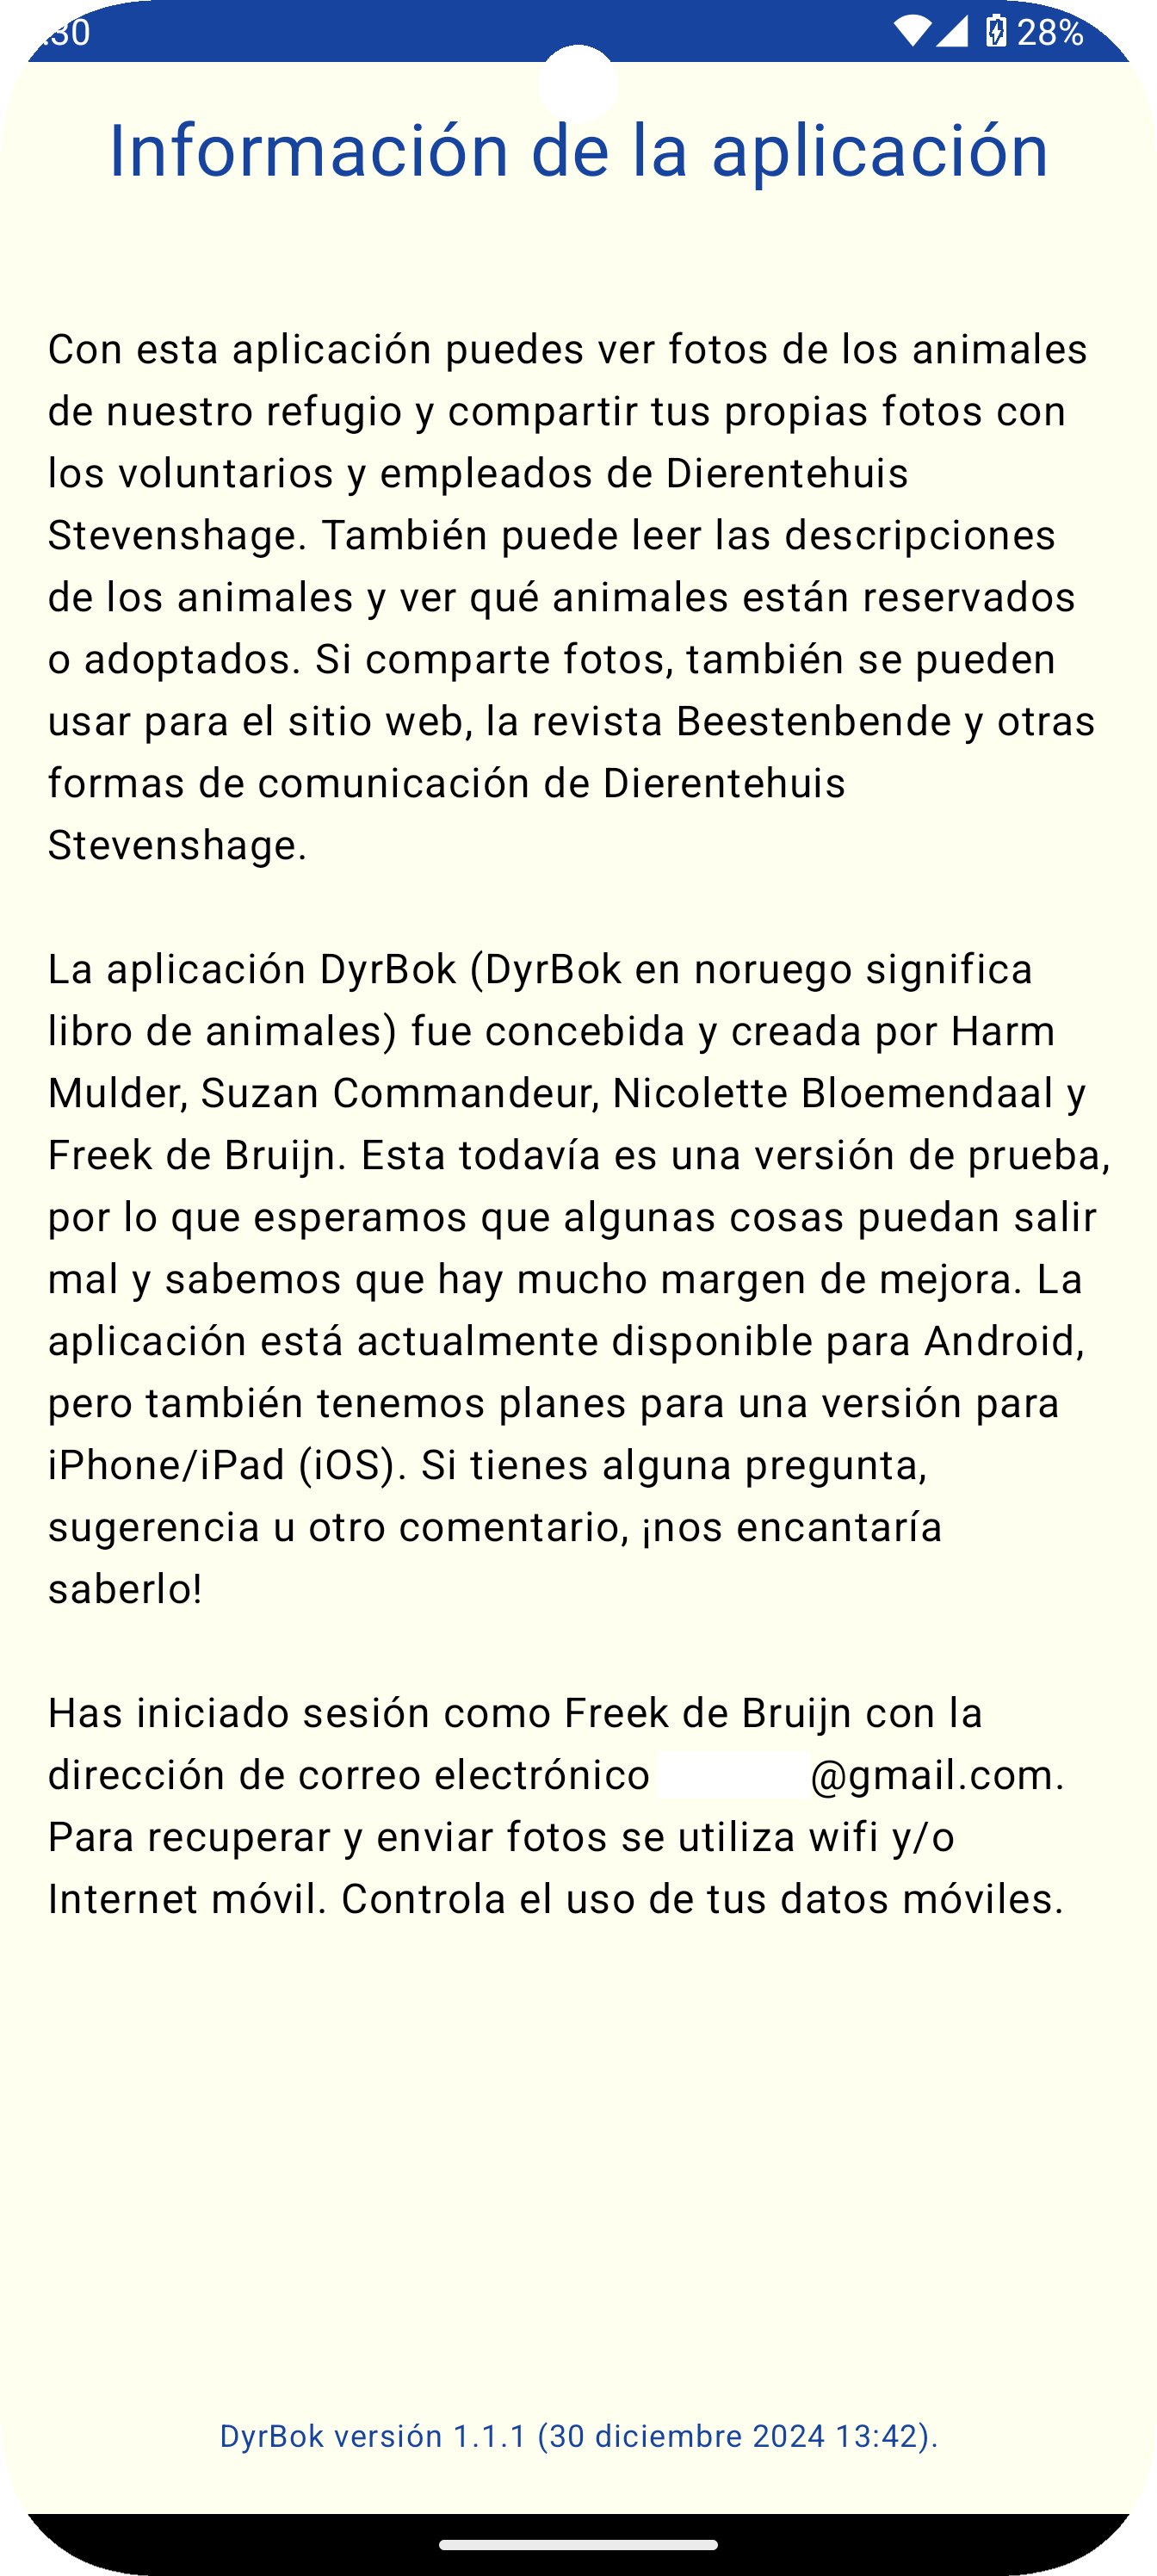 :30
28%
Información de la aplicación
Con esta aplicación puedes ver fotos de los animales
de nuestro refugio y compartir tus propias fotos con
los voluntarios y empleados de Dierentehuis
Stevenshage. También puede leer las descripciones
de los animales y ver qué animales están reservados
o adoptados. Si comparte fotos, también se pueden
usar para el sitio web, la revista Beestenbende y otras
formas de comunicación de Dierentehuis
Stevenshage.
La aplicación DyrBok (DyrBok en noruego significa
libro de animales) fue concebida y creada por Harm
Mulder, Suzan Commandeur, Nicolette Bloemendaal y
Freek de Bruijn. Esta todavía es una versión de prueba,
por lo que esperamos que algunas cosas puedan salir
mal y sabemos que hay mucho margen de mejora. La
aplicación está actualmente disponible para Android,
pero también tenemos planes para una versión para
iPhone/iPad (iOS). Si tienes alguna pregunta,
sugerencia u otro comentario, ¡nos encantaría
saberlo!
Has iniciado sesión como Freek de Bruijn con la
dirección de correo electrónico @gmail.com.
Para recuperar y enviar fotos se utiliza wifi y/o
Internet móvil. Controla el uso de tus datos móviles.
DyrBok versión 1.1.1 (30 diciembre 2024 13:42).